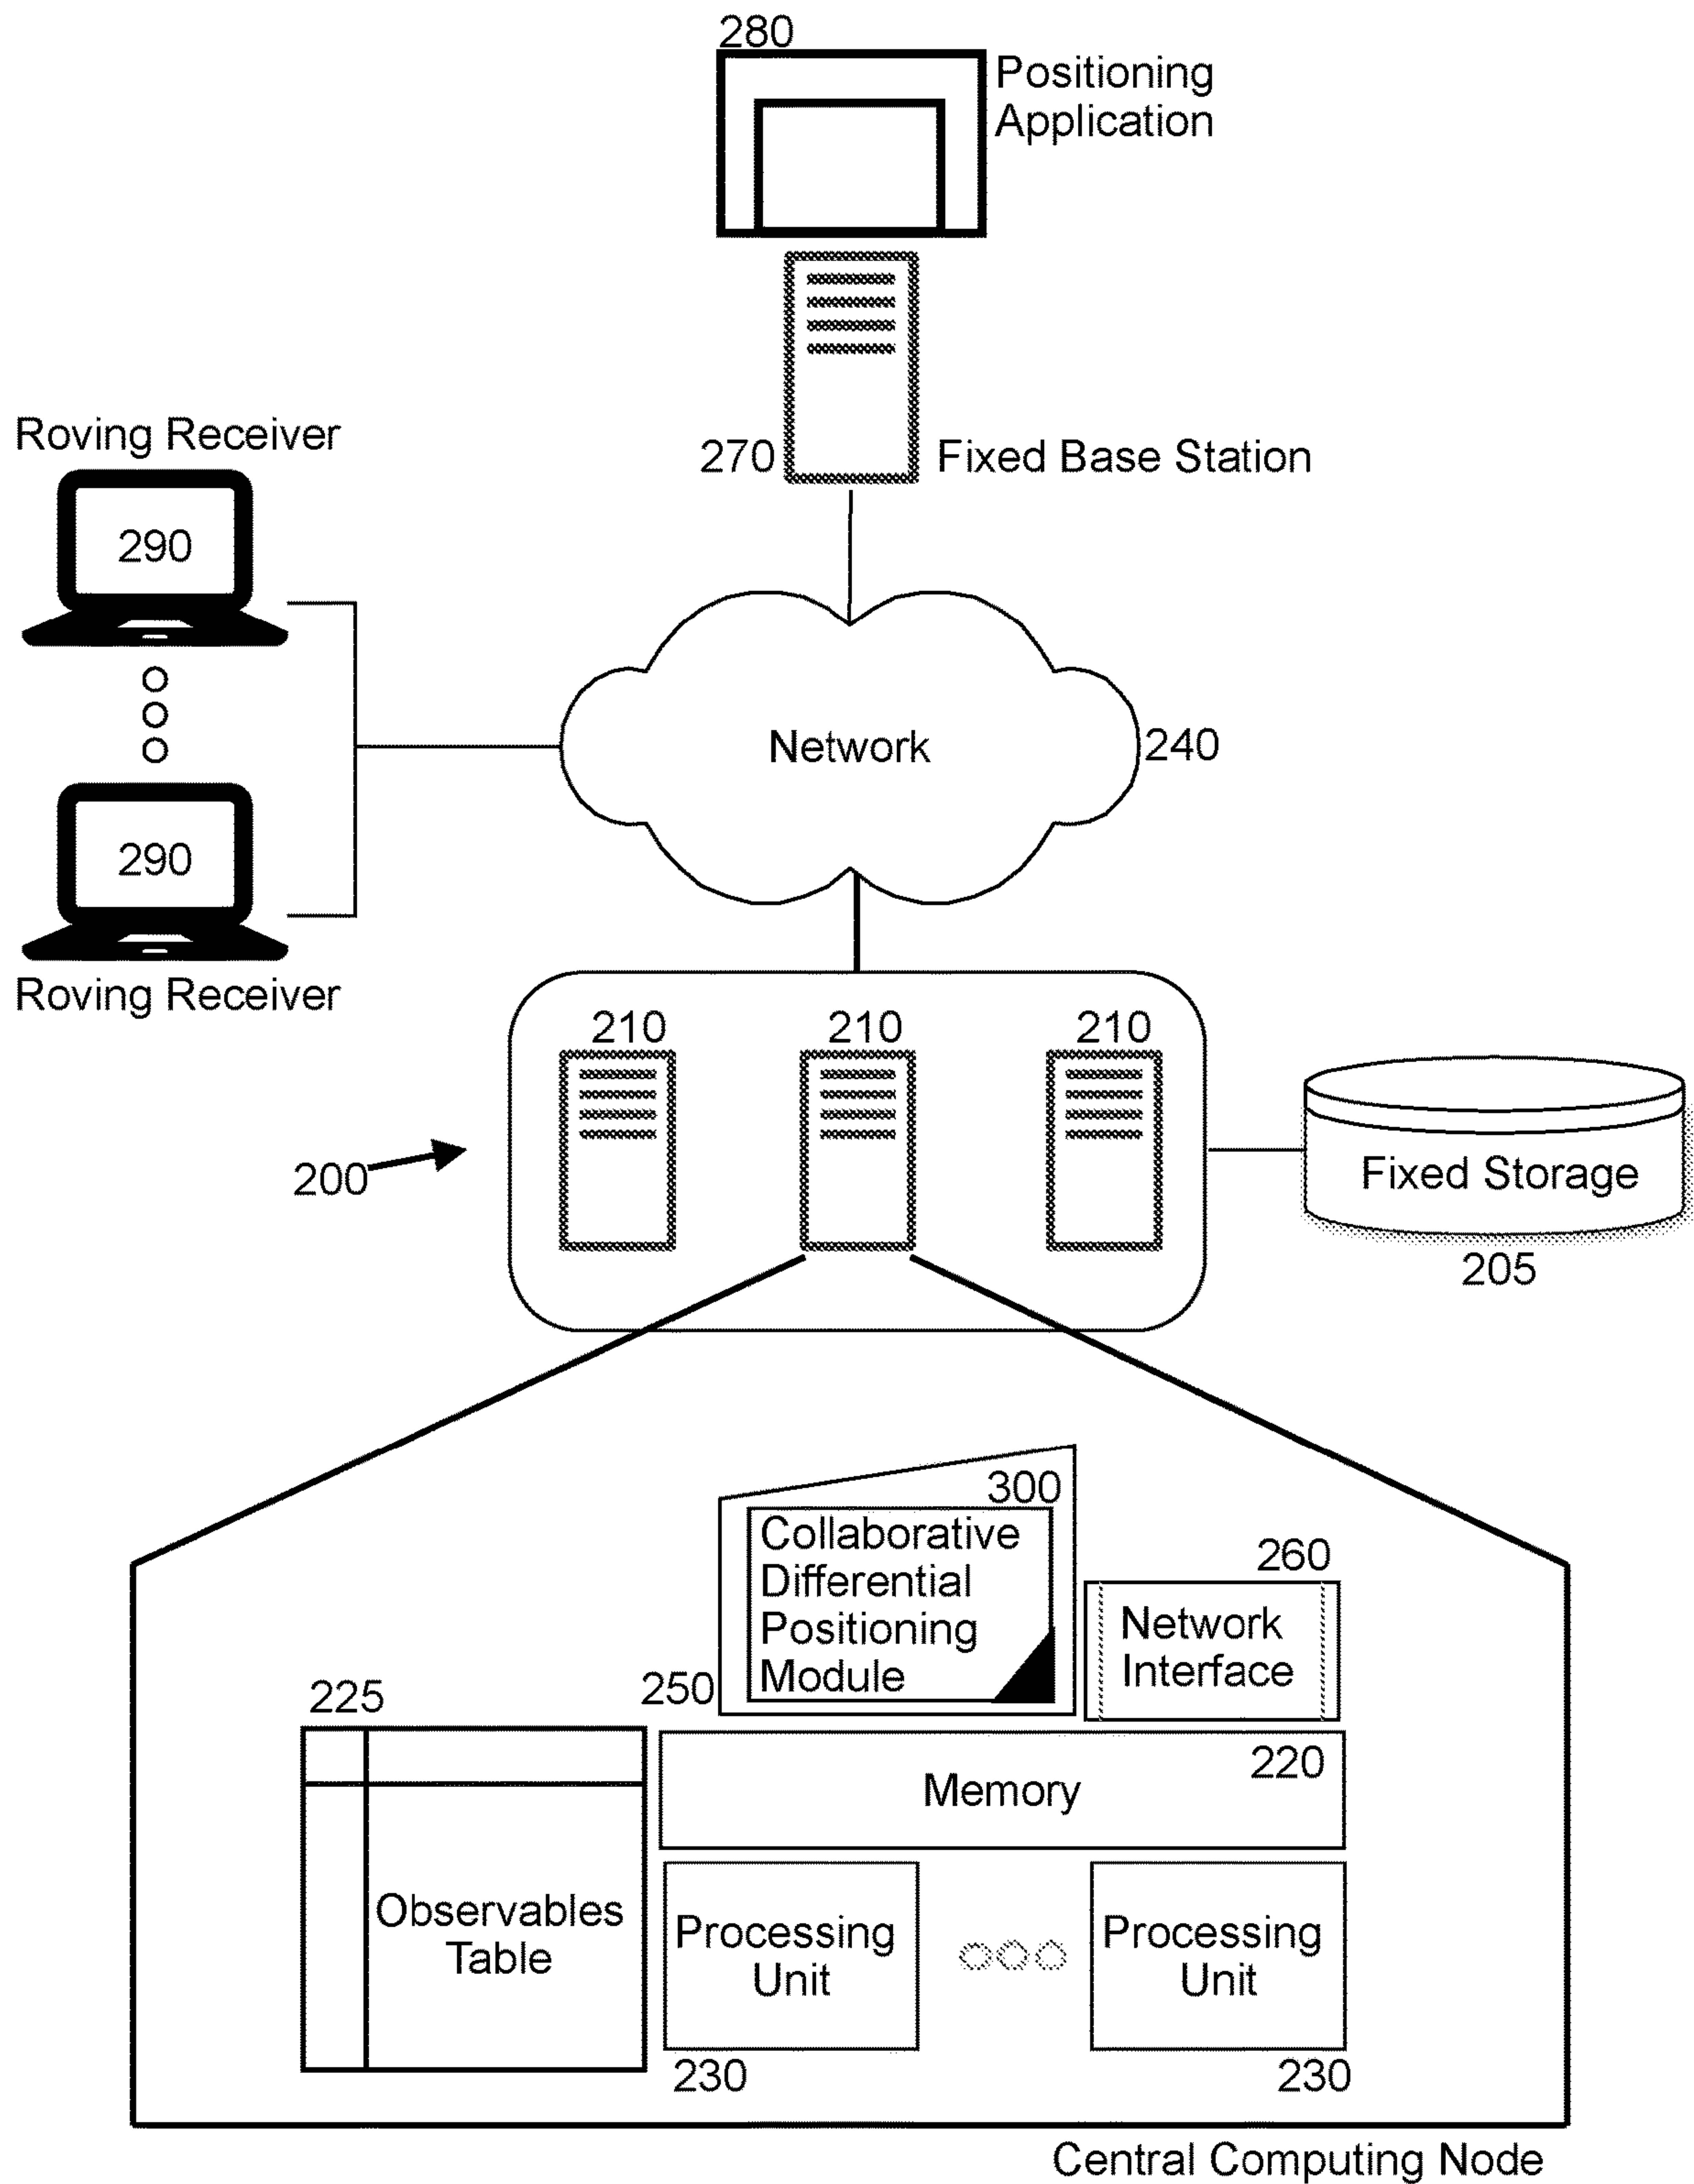 280
Positioning
Application
270
Fixed Base Station
Roving Receiver
290
290
Roving Receiver
Network
240
210
210
210
200
Fixed Storage
205
300
Collaborative
Differential
Positioning
Module
250
260
Network
Interface
225
220
Memory
Observables
Table
Processing
Unit
Processing
Unit
230
230
Central Computing Node